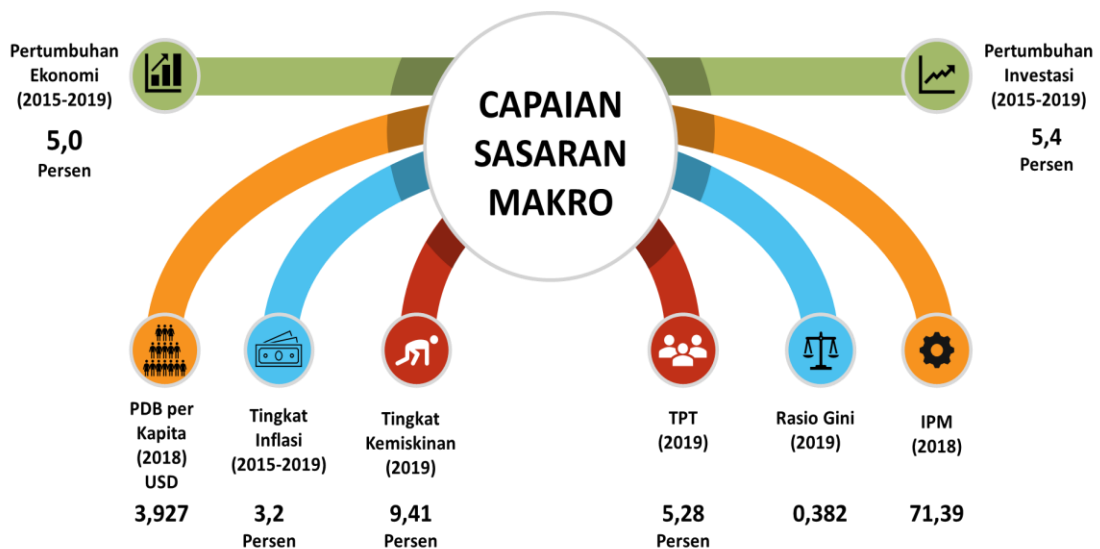 CAPAIAN
SASARAN
MAKRO
Pertumbuhan
Ekonomi
(2015-2019)
5,0
Persen
Pertumbuhan
Investasi
(2015-2019)
5,4
Persen
PDB per
Kapita
(2018)
USD
3,927
Tingkat
Inflasi
(2015-2019)
3,2
Persen
Tingkat
Kemiskinan
(2019)
9,41
Persen
TPT
(2019)
5,28
Persen
Rasio Gini
(2019)
0,382
IPM
(2018)
71,39